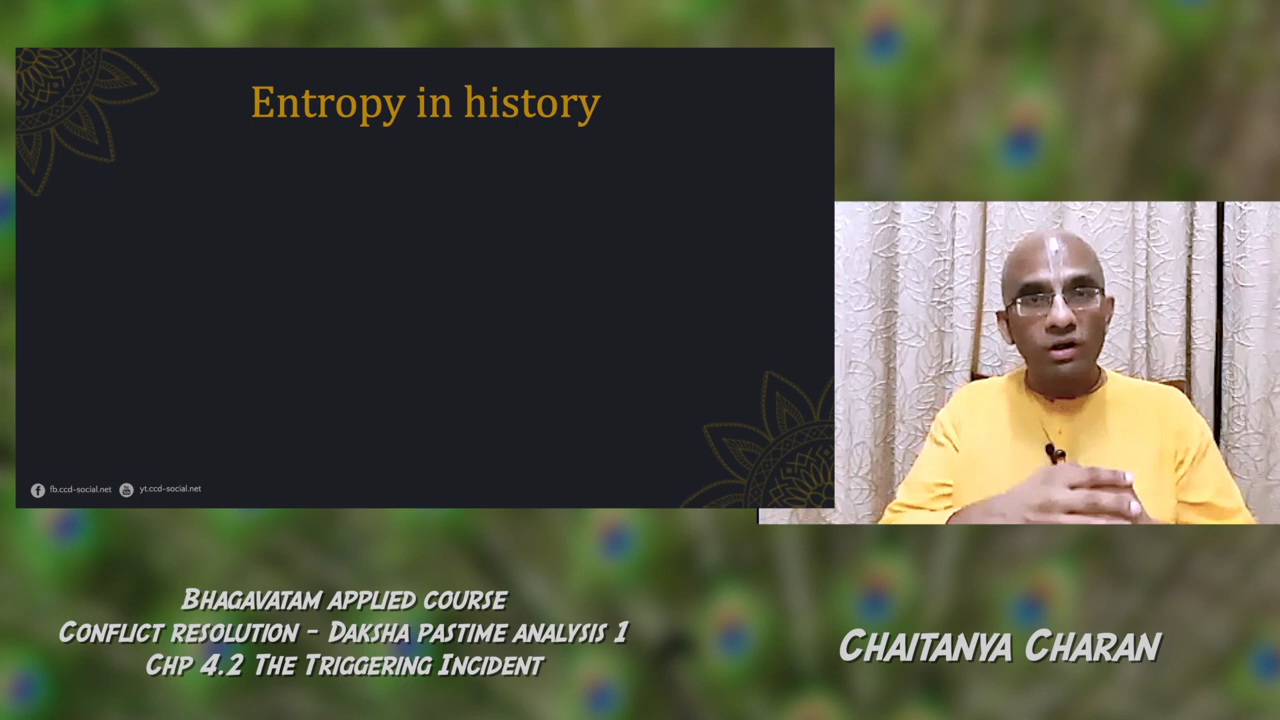 Entropy in history
fb.ccd-social.net yt.ccd-social.net
Bhagavatam applied course
Conflict resolution - Daksha pastime analysis 1
Chp 4.2 The Triggering Incident
Chaitanya Charan